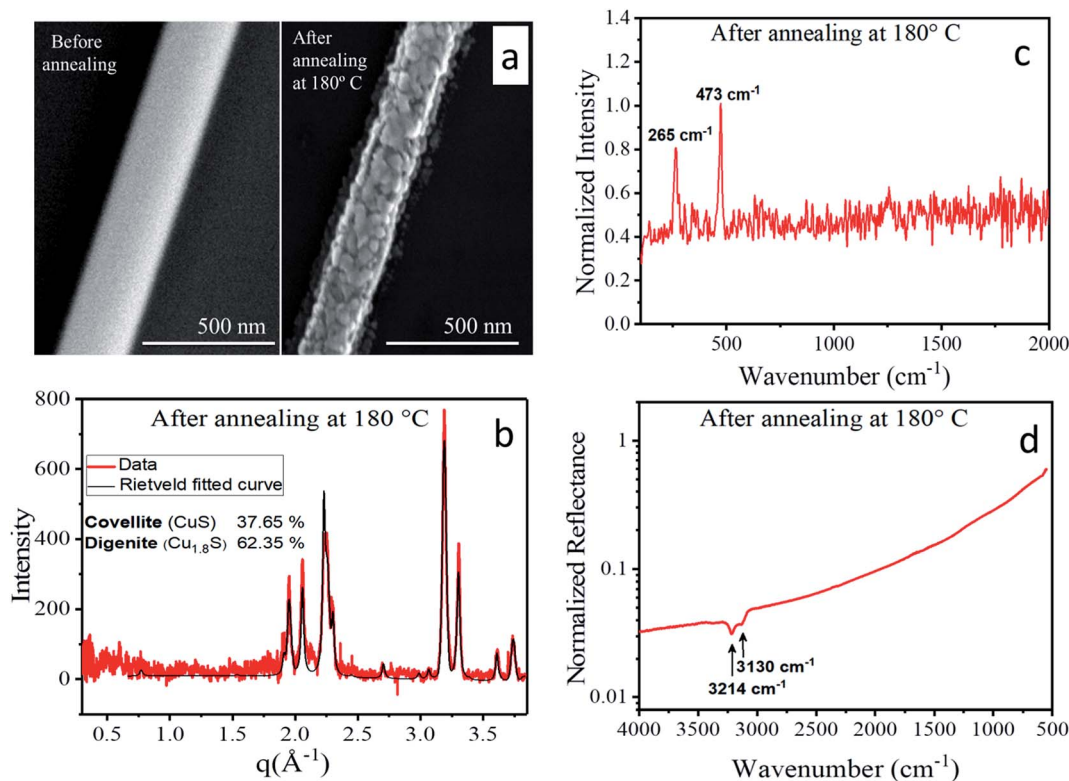 Before
annealing
After
annealing
at 180º C
a
500 nm
500 nm
After annealing at 180° C
c
473 cm-1
265 cm-1
Normalized Intensity
1.4
1.2
1.0
0.8
0.6
0.4
0.2
0.0
500
1000
1500
2000
Wavenumber (cm-1)
After annealing at 180 °C
b
Data
Rietveld fitted curve
Covellite (CuS) 37.65 %
Digenite (Cu1.8S) 62.35 %
Intensity
800
600
400
200
0
0.5
1.0
1.5
2.0
2.5
3.0
3.5
q(Å-1)
After annealing at 180° C
d
Normalized Reflectance
1
0.1
0.01
3130 cm-1
3214 cm-1
4000
3500
3000
2500
2000
1500
1000
500
Wavenumber (cm-1)